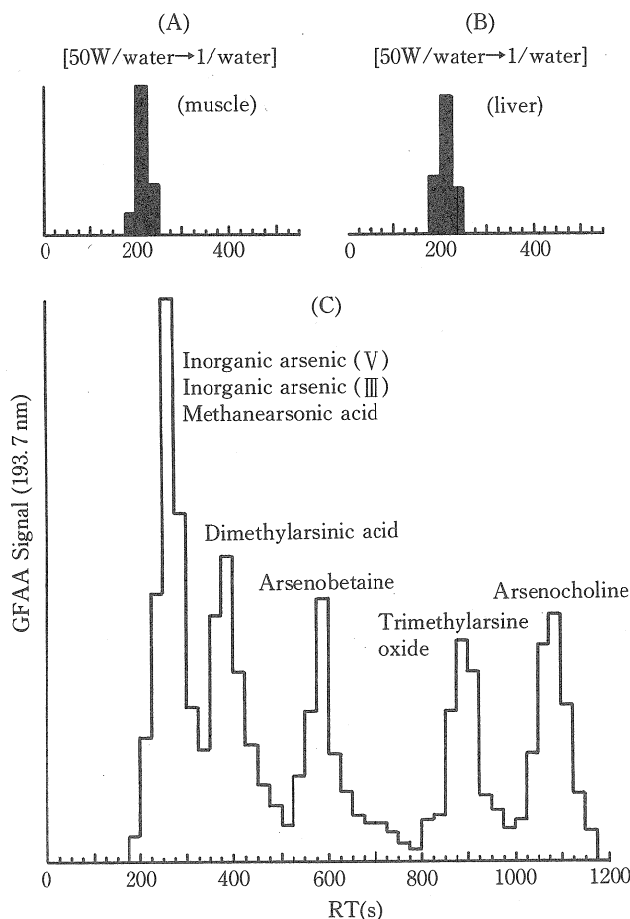 (A)
[50W/water→1/water]
(muscle)
0 200 400
(B)
[50W/water→1/water]
(liver)
0 200 400
(C)
Inorganic arsenic (Ⅴ)
Inorganic arsenic (Ⅲ)
Methanearsonic acid
Dimethylarsinic acid
Arsenobetaine
Trimethylarsine
oxide
Arsenocholine
GFAA Signal (193.7 nm)
0 200 400 600 800 1000 1200
RT(s)